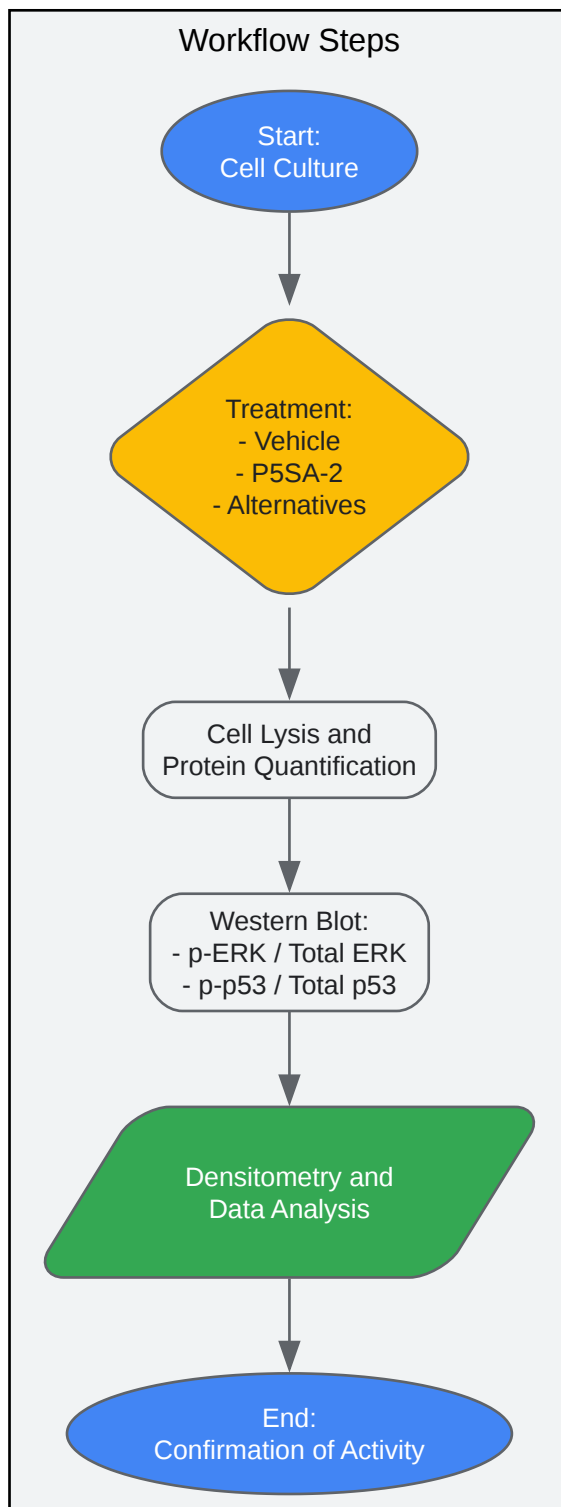 Workflow Steps
Start:
Cell Culture
Treatment:
- Vehicle
- P5SA-2
- Alternatives
Cell Lysis and
Protein Quantification
Western Blot:
- p-ERK / Total ERK
- p-p53 / Total p53
Densitometry and
Data Analysis
End:
Confirmation of Activity